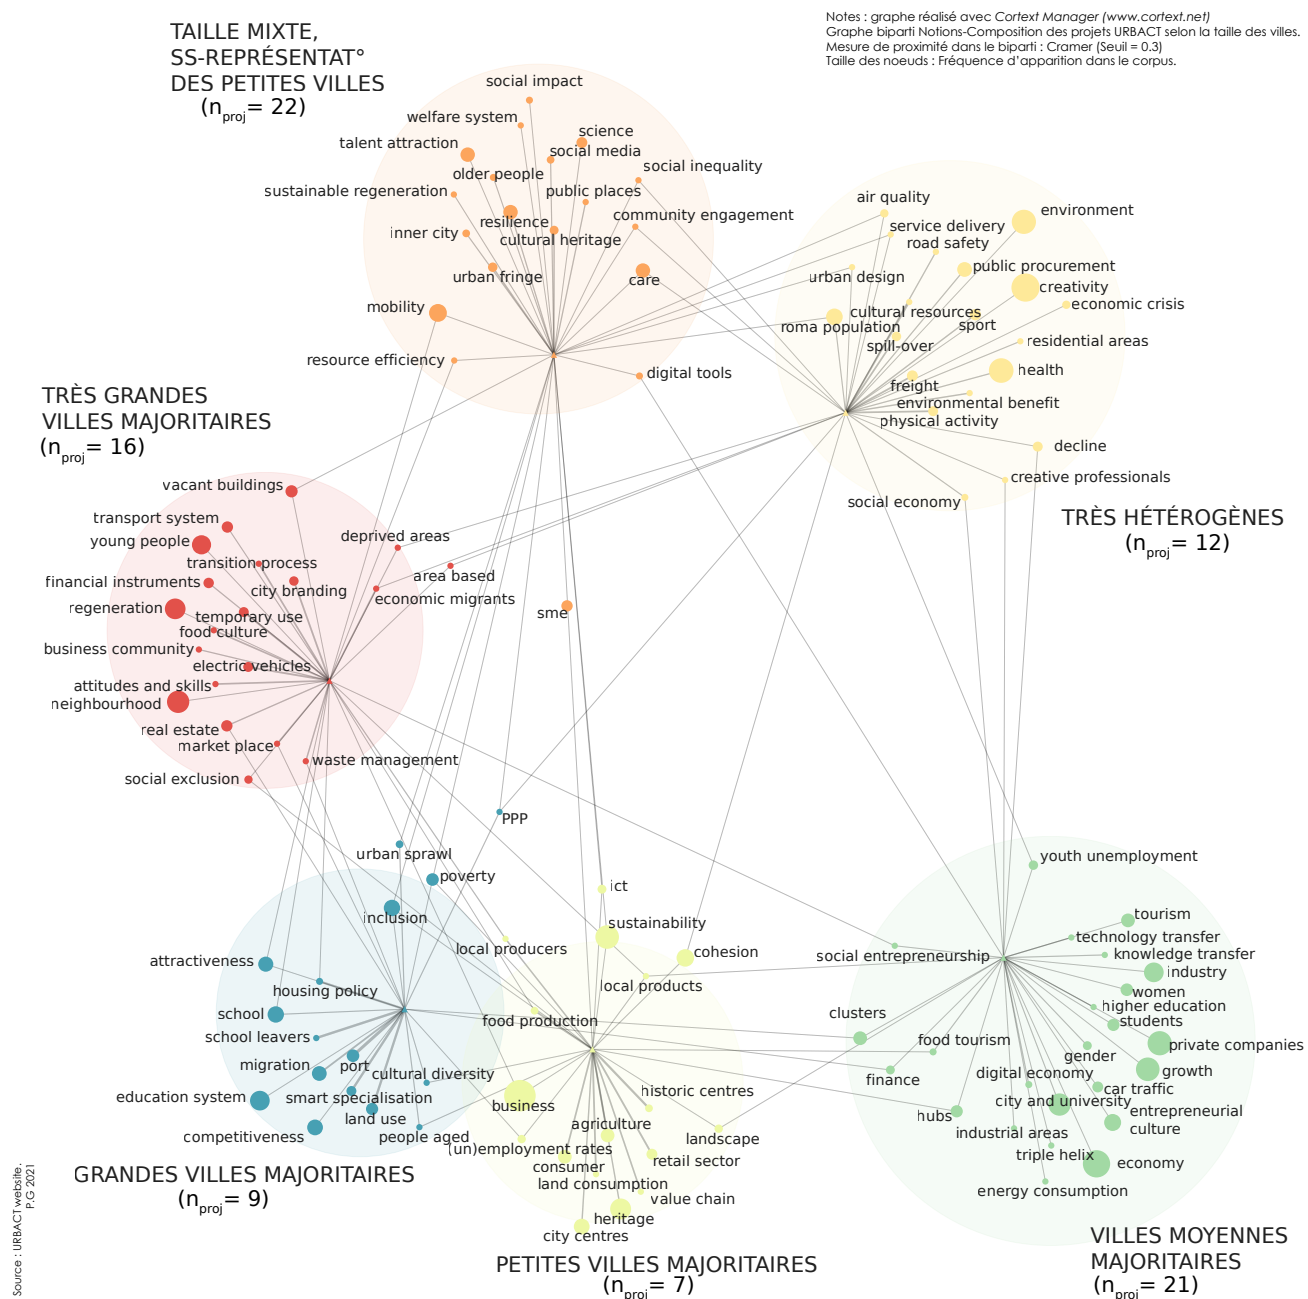 Notes : graphe réalisé avec Cortext Manager (www.cortext.net)
Graphe biparti Notions-Composition des projets URBACT selon la taille des villes.
Mesure de proximité dans le biparti : Cramer (Seuil = 0.3)
Taille des noeuds : Fréquence d'apparition dans le corpus.
TAILLE MIXTE,
SS-REPRÉSENTAT°
DES PETITES VILLES
(nproj= 22)
social impact
welfare system
science
talent attraction
social media
social inequality
older people
sustainable regeneration
public places
resilience
community engagement
inner city
cultural heritage
urban fringe
care
mobility
resource efficiency
digital tools
sme
air quality
environment
service delivery
road safety
public procurement
urban design
creativity
economic crisis
cultural resources
roma population
sport
spill-over
residential areas
health
freight
environmental benefit
physical activity
decline
creative professionals
social economy
TRÈS HÉTÉROGÈNES
(nproj= 12)
TRÈS GRANDES
VILLES MAJORITAIRES
(nproj= 16)
vacant buildings
transport system
young people
deprived areas
transition process
area based
financial instruments
city branding
economic migrants
regeneration
temporary use
food culture
business community
electric vehicles
attitudes and skills
neighbourhood
real estate
market place
waste management
social exclusion
PPP
urban sprawl
poverty
inclusion
attractiveness
housing policy
school
school leavers
port
migration
cultural diversity
education system
smart specialisation
land use
competitiveness
people aged
GRANDES VILLES MAJORITAIRES
(nproj= 9)
ict
sustainability
local producers
cohesion
local products
food production
business
historic centres
agriculture
landscape
(un)employment rates
retail sector
consumer
land consumption
value chain
heritage
city centres
PETITES VILLES MAJORITAIRES
(nproj= 7)
youth unemployment
tourism
technology transfer
social entrepreneurship
knowledge transfer
industry
women
higher education
clusters
students
food tourism
private companies
gender
finance
digital economy
growth
car traffic
city and university
hubs
entrepreneurial
culture
industrial areas
triple helix
economy
energy consumption
VILLES MOYENNES
MAJORITAIRES
(nproj= 21)
Source : URBACT website,
P.G 2021